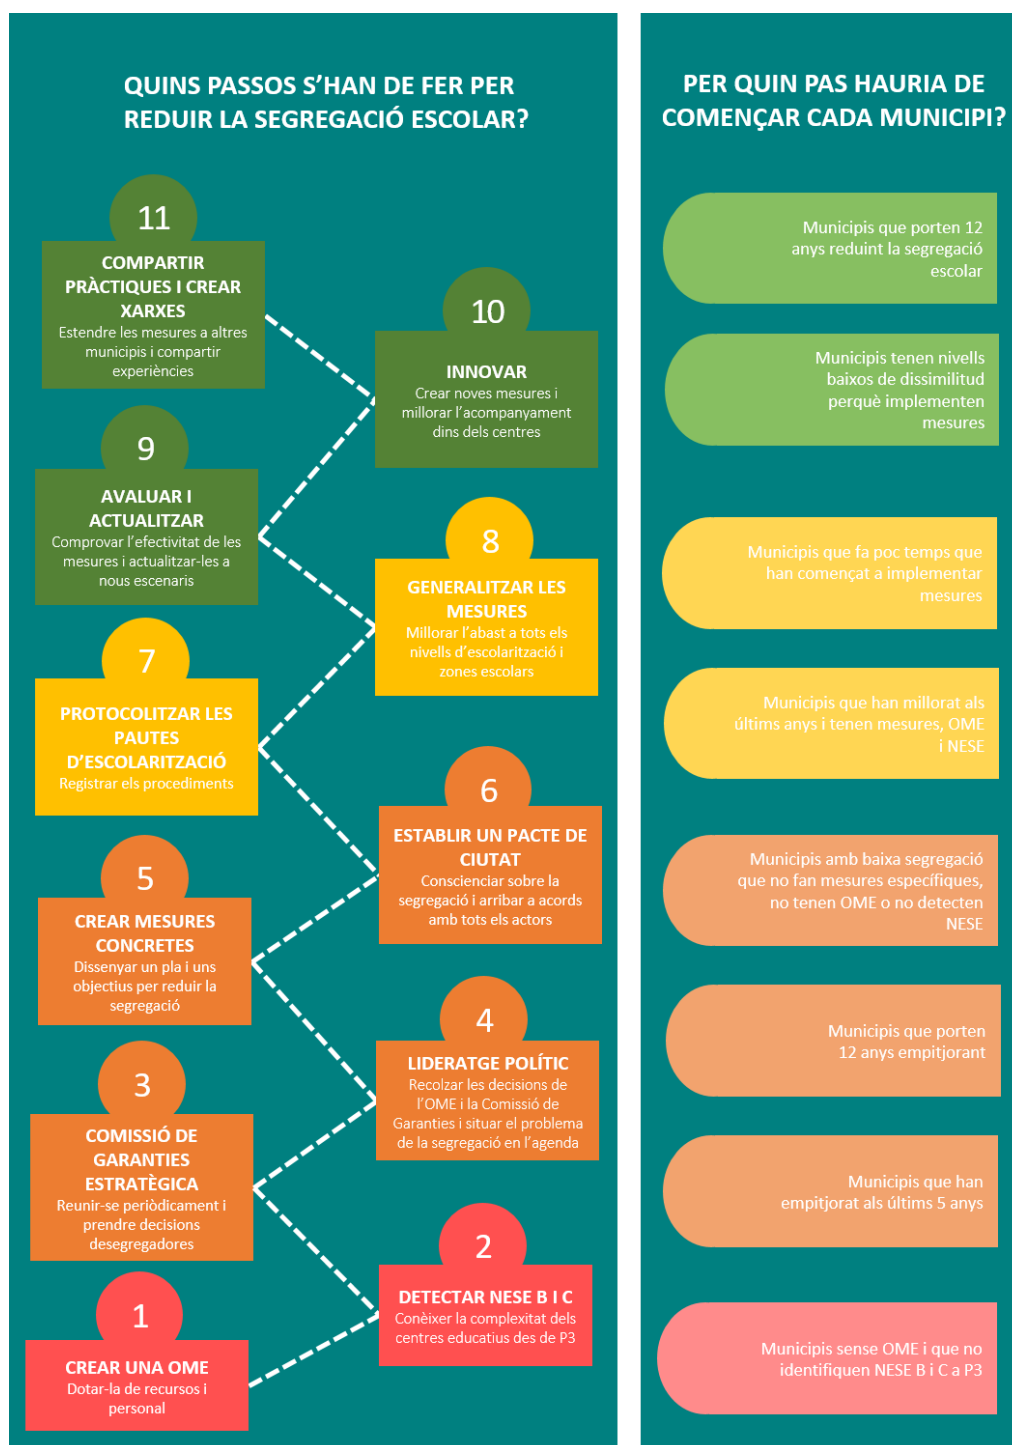 QUINS PASSOS S'HAN DE FER PER
REDUIR LA SEGREGACIÓ ESCOLAR?
11
COMPARTIR
PRÀCTIQUES I CREAR
XARXES
Estendre les mesures a altres
municipis i compartir
experiències
10
INNOVAR
Crear noves mesures i
millorar l'acompanyament
dins dels centres
9
AVALUAR I
ACTUALITZAR
Comprovar l'efectivitat de les
mesures i actualitzar-les a
nous escenaris
8
GENERALITZAR LES
MESURES
Millorar l'abast a tots els
nivells d'escolarització i
zones escolars
7
PROTOCOLITZAR LES
PAUTES
D'ESCOLARITZACIÓ
Registrar els procediments
6
ESTABLIR UN PACTE DE
CIUTAT
Conscienciar sobre la
segregació i arribar a acords
amb tots els actors
5
CREAR MESURES
CONCRETES
Dissenyar un pla i uns
objectius per reduir la
segregació
4
LIDERATGE POLÍTIC
Recolzar les decisions de
l'OME i la Comissió de
Garanties i situar el problema
de la segregació en l'agenda
3
COMISSIÓ DE
GARANTIES
ESTRATÈGICA
Reunir-se periòdicament i
prendre decisions
desegregadores
2
DETECTAR NESE B I C
Conèixer la complexitat dels
centres educatius des de P3
1
CREAR UNA OME
Dotar-la de recursos i
personal
PER QUIN PAS HAURIA DE
COMENÇAR CADA MUNICIPI?
Municipis que porten 12
anys reduint la segregació
escolar
Municipis tenen nivells
baixos de dissimilitud
perquè implementen
mesures
Municipis que fa poc temps que
han començat a implementar
mesures
Municipis que han millorat als
últims anys i tenen mesures, OME
i NESE
Municipis amb baixa segregació
que no fan mesures específiques,
no tenen OME o no detecten
NESE
Municipis que porten
12 anys empitjorant
Municipis que han
empitjorat als últims 5 anys
Municipis sense OME i que no
identifiquen NESE B i C a P3